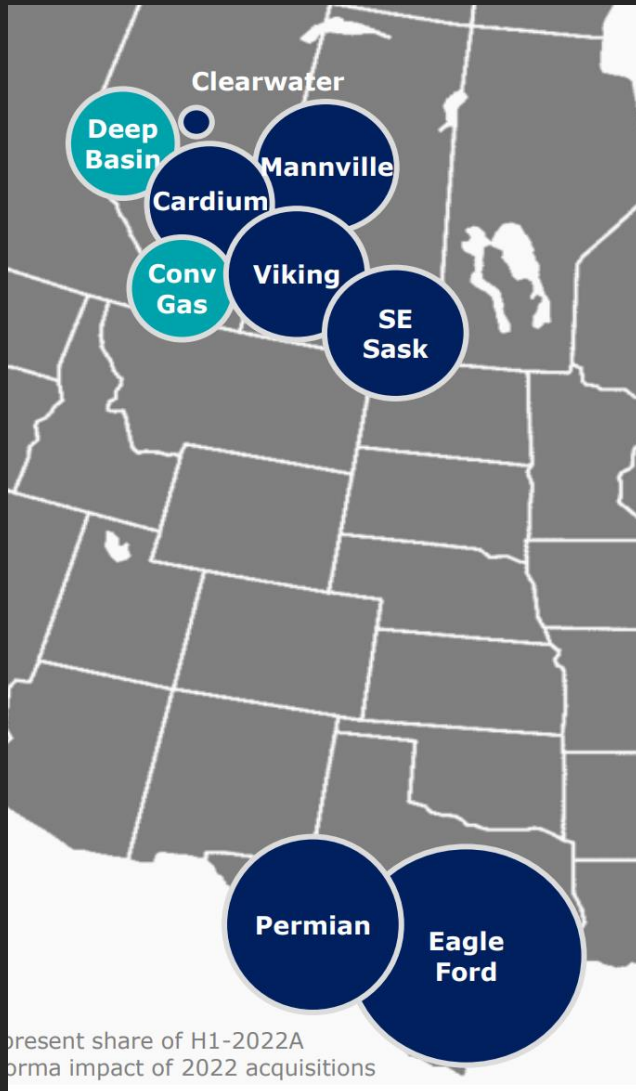 Clearwater
Deep
Basin
Mannville
Cardium
Conv
Gas
Viking
SE
Sask
Permian
Eagle
Ford
present share of H1-2022A
orma impact of 2022 acquisitions